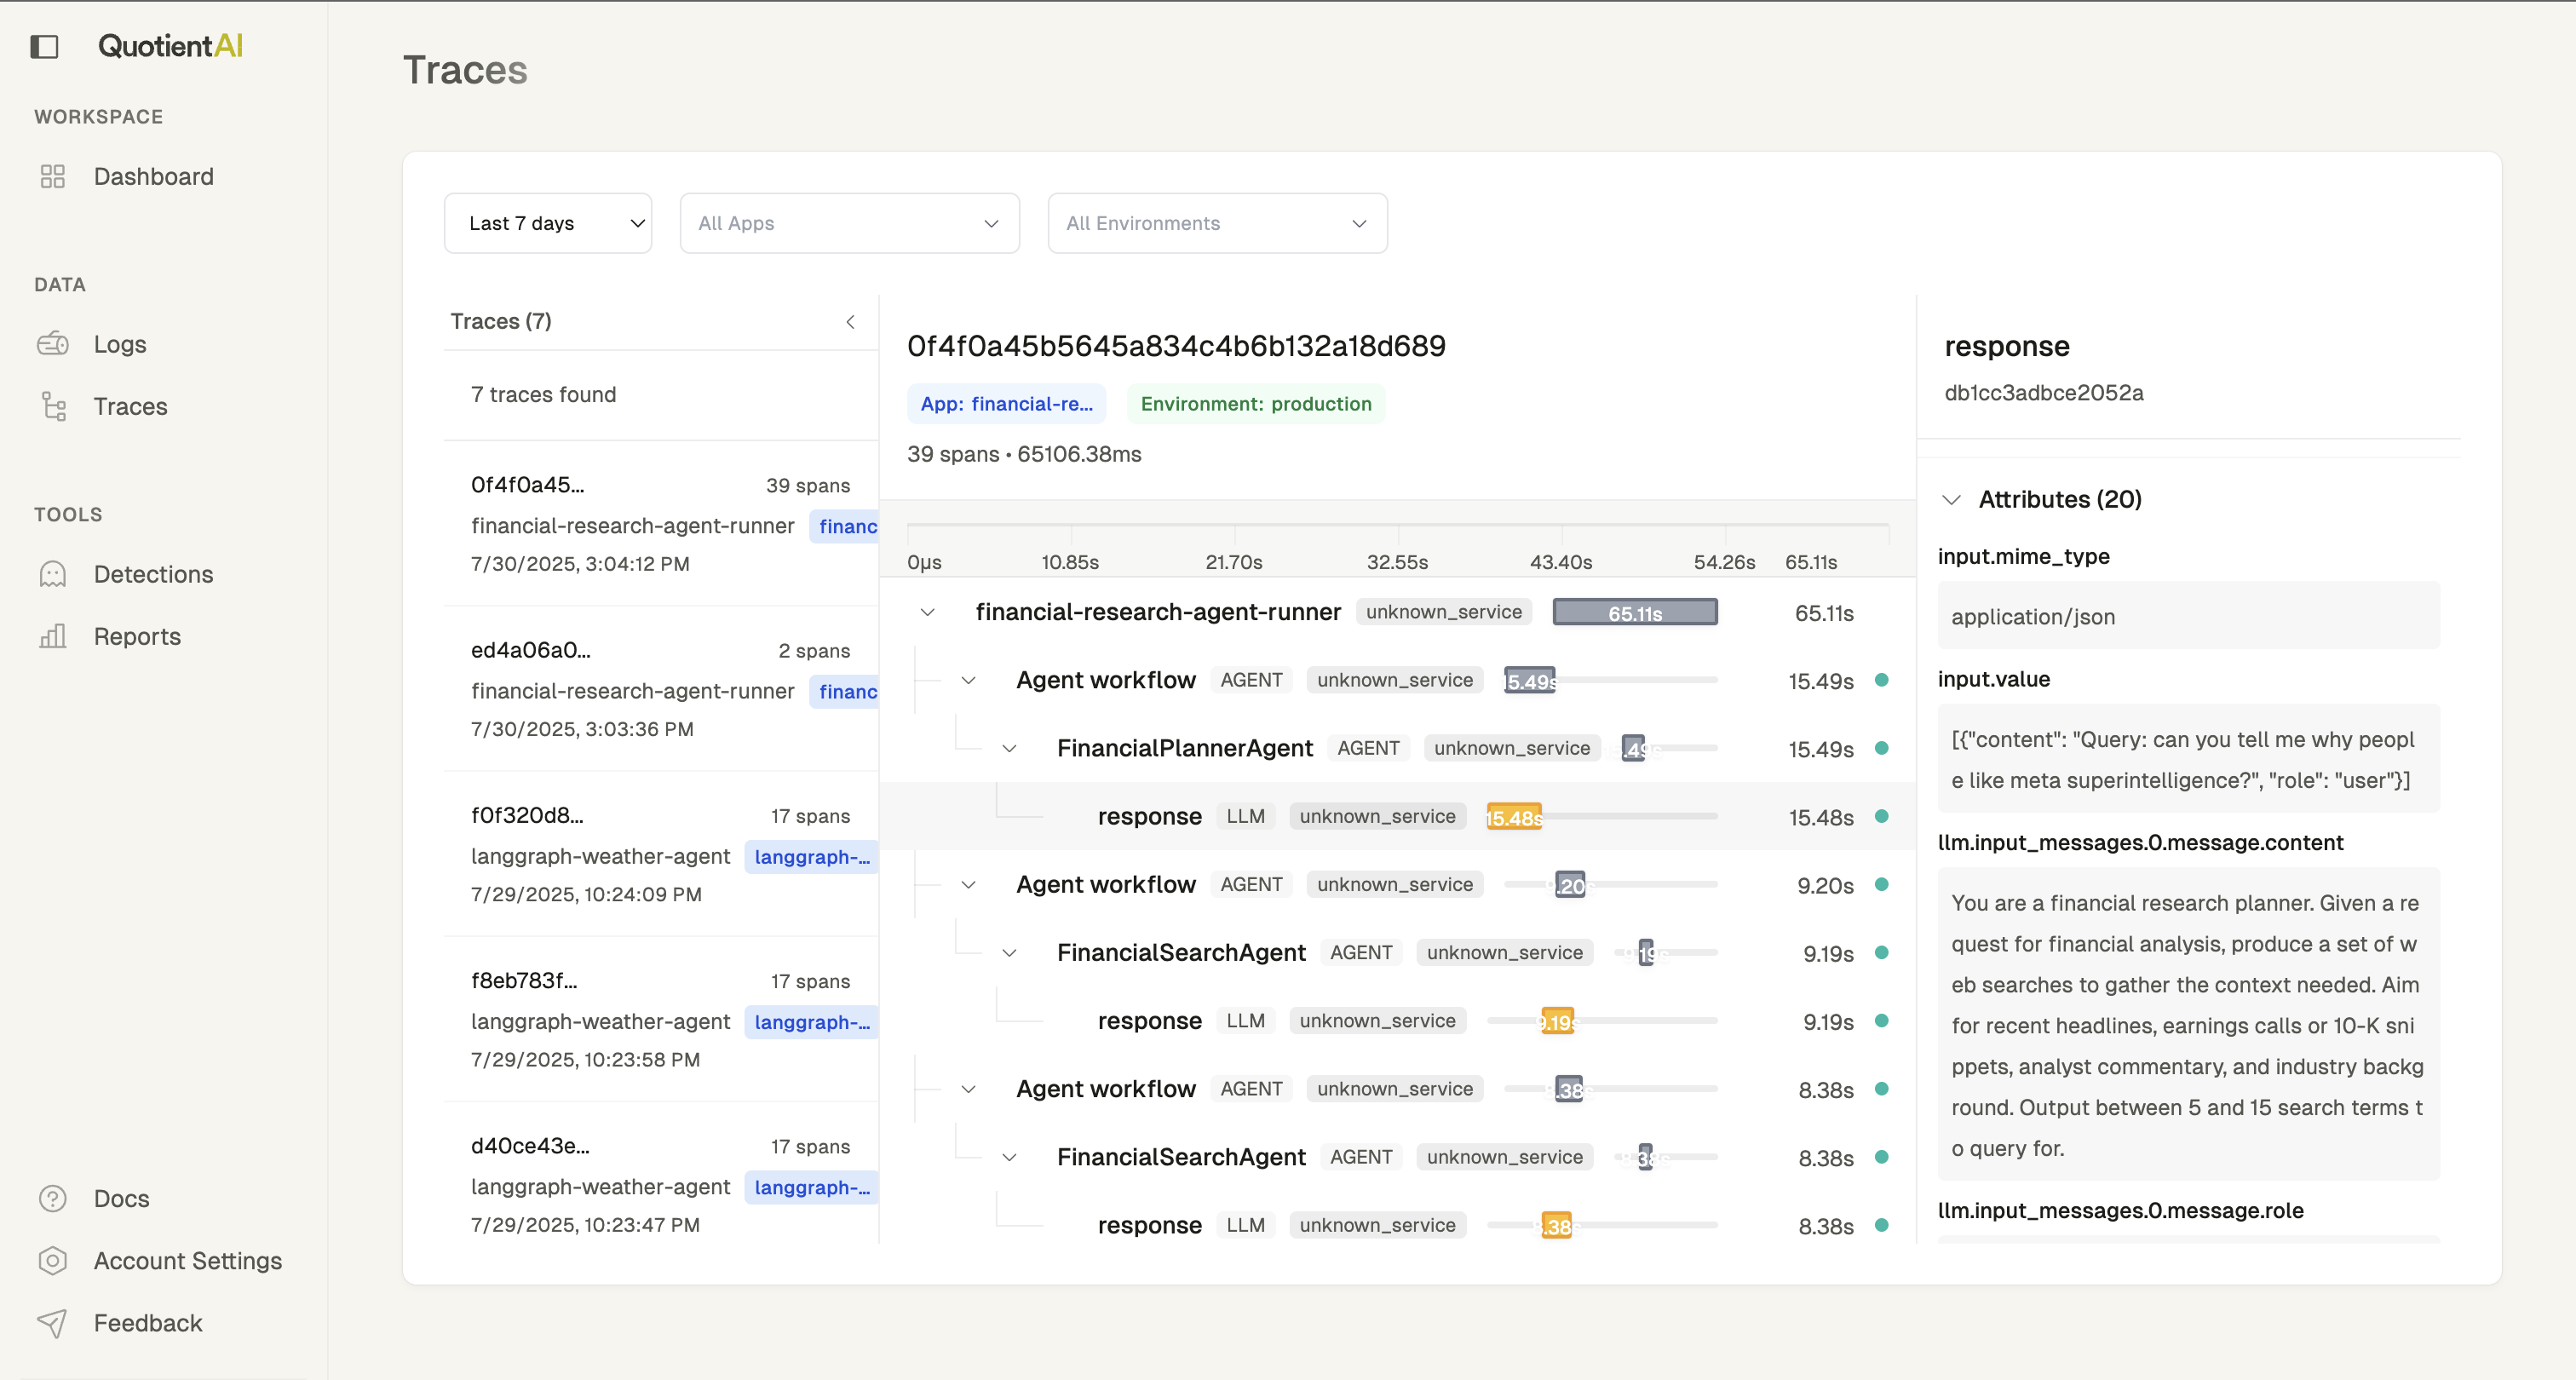 QuotientAI
WORKSPACE
Dashboard
DATA
Logs
Traces
TOOLS
Detections
Reports
Docs
Account Settings
Feedback
Traces
Last 7 days
All Apps
All Environments
Traces (7)
7 traces found
0f4f0a45...
39 spans
financial-research-agent-runner
financ
7/30/2025, 3:04:12 PM
ed4a06a0...
2 spans
financial-research-agent-runner
financ
7/30/2025, 3:03:36 PM
f0f320d8...
17 spans
langgraph-weather-agent
langgraph-...
7/29/2025, 10:24:09 PM
f8eb783f...
17 spans
langgraph-weather-agent
langgraph-...
7/29/2025, 10:23:58 PM
d40ce43e...
17 spans
langgraph-weather-agent
langgraph-...
7/29/2025, 10:23:47 PM
0f4f0a45b5645a834c4b6b132a18d689
App: financial-re...
Environment: production
39 spans • 65106.38ms
0μs 10.85s 21.70s 32.55s 43.40s 54.26s 65.11s
financial-research-agent-runner unknown_service 65.11s 65.11s
Agent workflow AGENT unknown_service 5.49s 15.49s
FinancialPlannerAgent AGENT unknown_service .49s 15.49s
response LLM unknown_service 15.48s 15.48s
Agent workflow AGENT unknown_service 9.20s 9.20s
FinancialSearchAgent AGENT unknown_service 9.19s 9.19s
response LLM unknown_service 9.19s 9.19s
Agent workflow AGENT unknown_service 8.38s 8.38s
FinancialSearchAgent AGENT unknown_service 8.38s 8.38s
response LLM unknown_service 8.38s 8.38s
response
db1cc3adbce2052a
Attributes (20)
input.mime_type
application/json
input.value
[{"content": "Query: can you tell me why peopl
e like meta superintelligence?", "role": "user"}]
llm.input_messages.0.message.content
You are a financial research planner. Given a re
quest for financial analysis, produce a set of w
eb searches to gather the context needed. Aim
for recent headlines, earnings calls or 10-K sni
ppets, analyst commentary, and industry backg
round. Output between 5 and 15 search terms t
o query for.
llm.input_messages.0.message.role